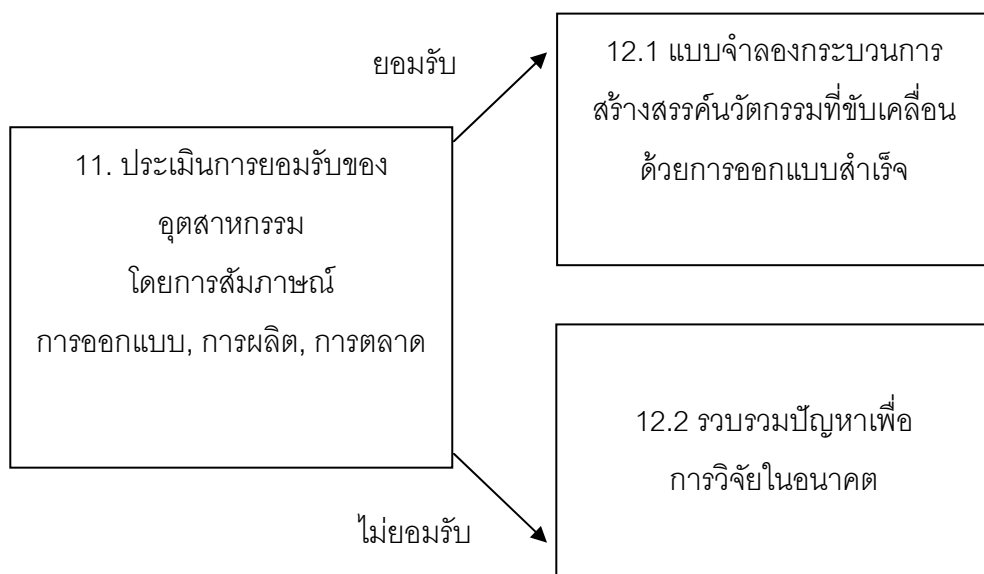 ยอมรับ
12.1 แบบจำลองกระบวนการ
สร้างสรรค์นวัตกรรมที่ขับเคลื่อน
ด้วยการออกแบบสำเร็จ
11. ประเมินการยอมรับของ
อุตสาหกรรม
โดยการสัมภาษณ์
การออกแบบ, การผลิต, การตลาด
12.2 รวบรวมปัญหาเพื่อ
การวิจัยในอนาคต
ไม่ยอมรับ